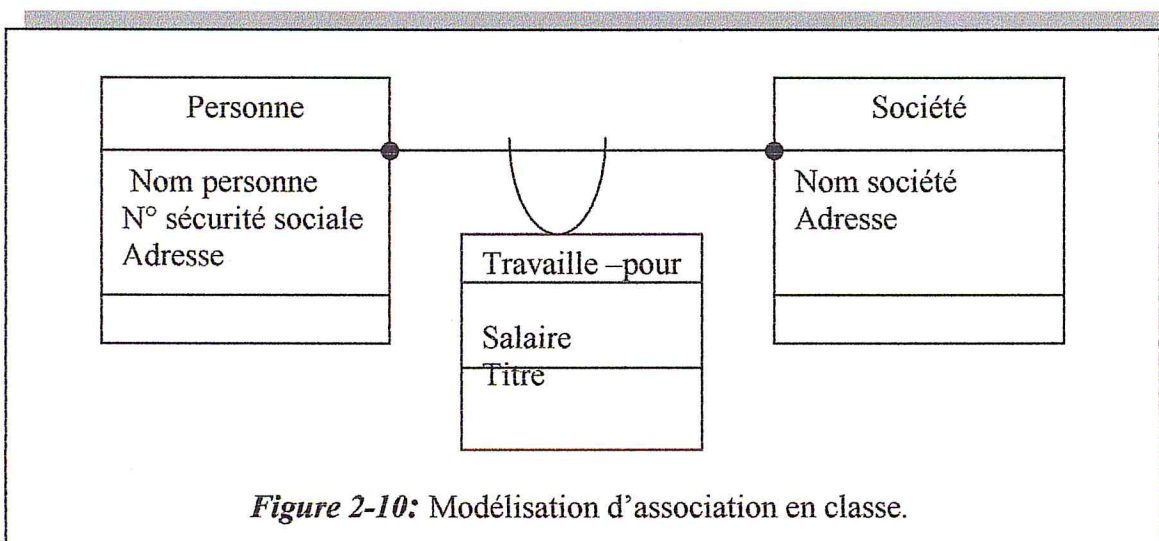 Personne
Nom personne
N° sécurité sociale
Adresse
Société
Nom société
Adresse
Travaille –pour
Salaire
Titre
Figure 2-10: Modélisation d'association en classe.